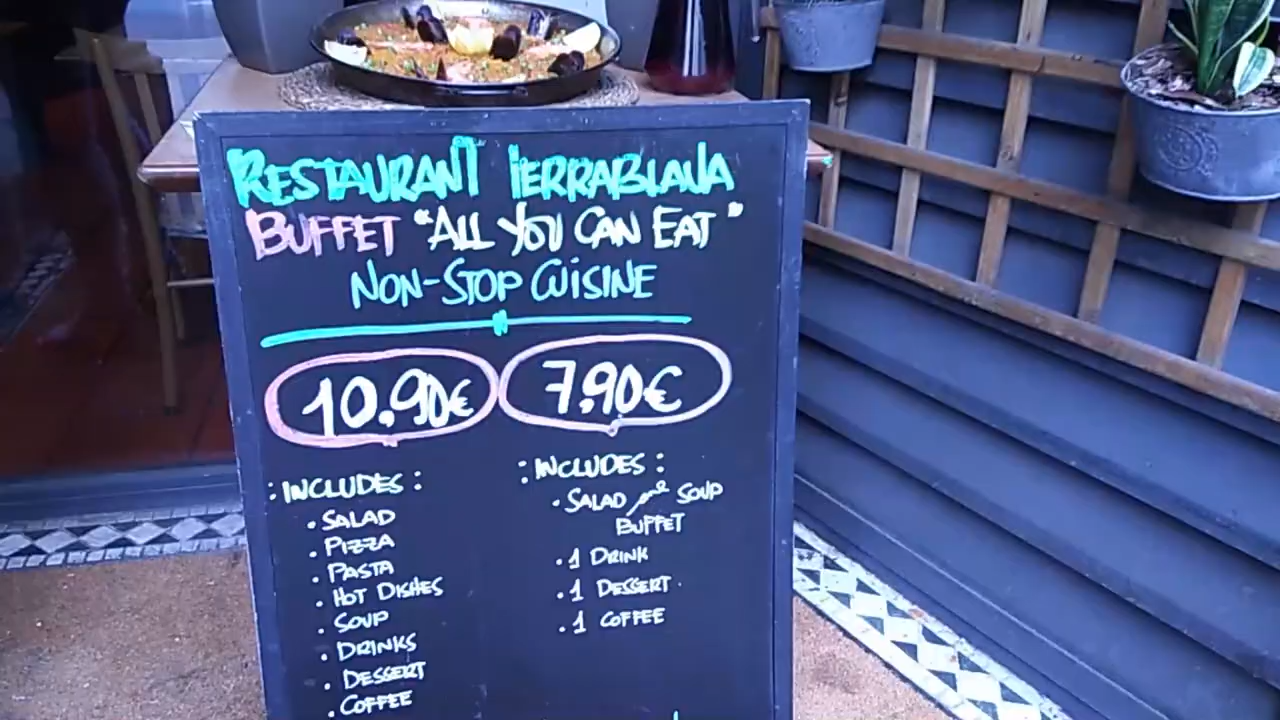 RESTAURANT TERRABLAVA
BUFFET "ALL YOU CAN EAT"
NON-STOP CUISINE
10.90€
: INCLUDES :
· SALAD
· PIZZA
· PASTA
· HOT DISHES
· SOUP
· DRINKS
· DESSERT
· COFFEE
7,90€
: INCLUDES :
· SALAD and SOUP
BUFFET
· 1 DRINK
· 1 DESSERT.
· 1 COFFEE